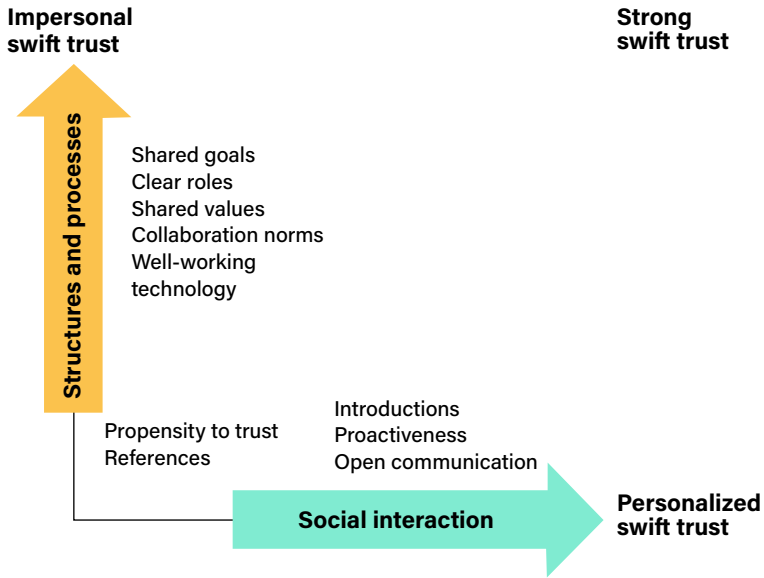 Impersonal
swift trust
Strong
swift trust
Structures and processes
Shared goals
Clear roles
Shared values
Collaboration norms
Well-working
technology
Propensity to trust
References
Introductions
Proactiveness
Open communication
Social interaction
Personalized
swift trust